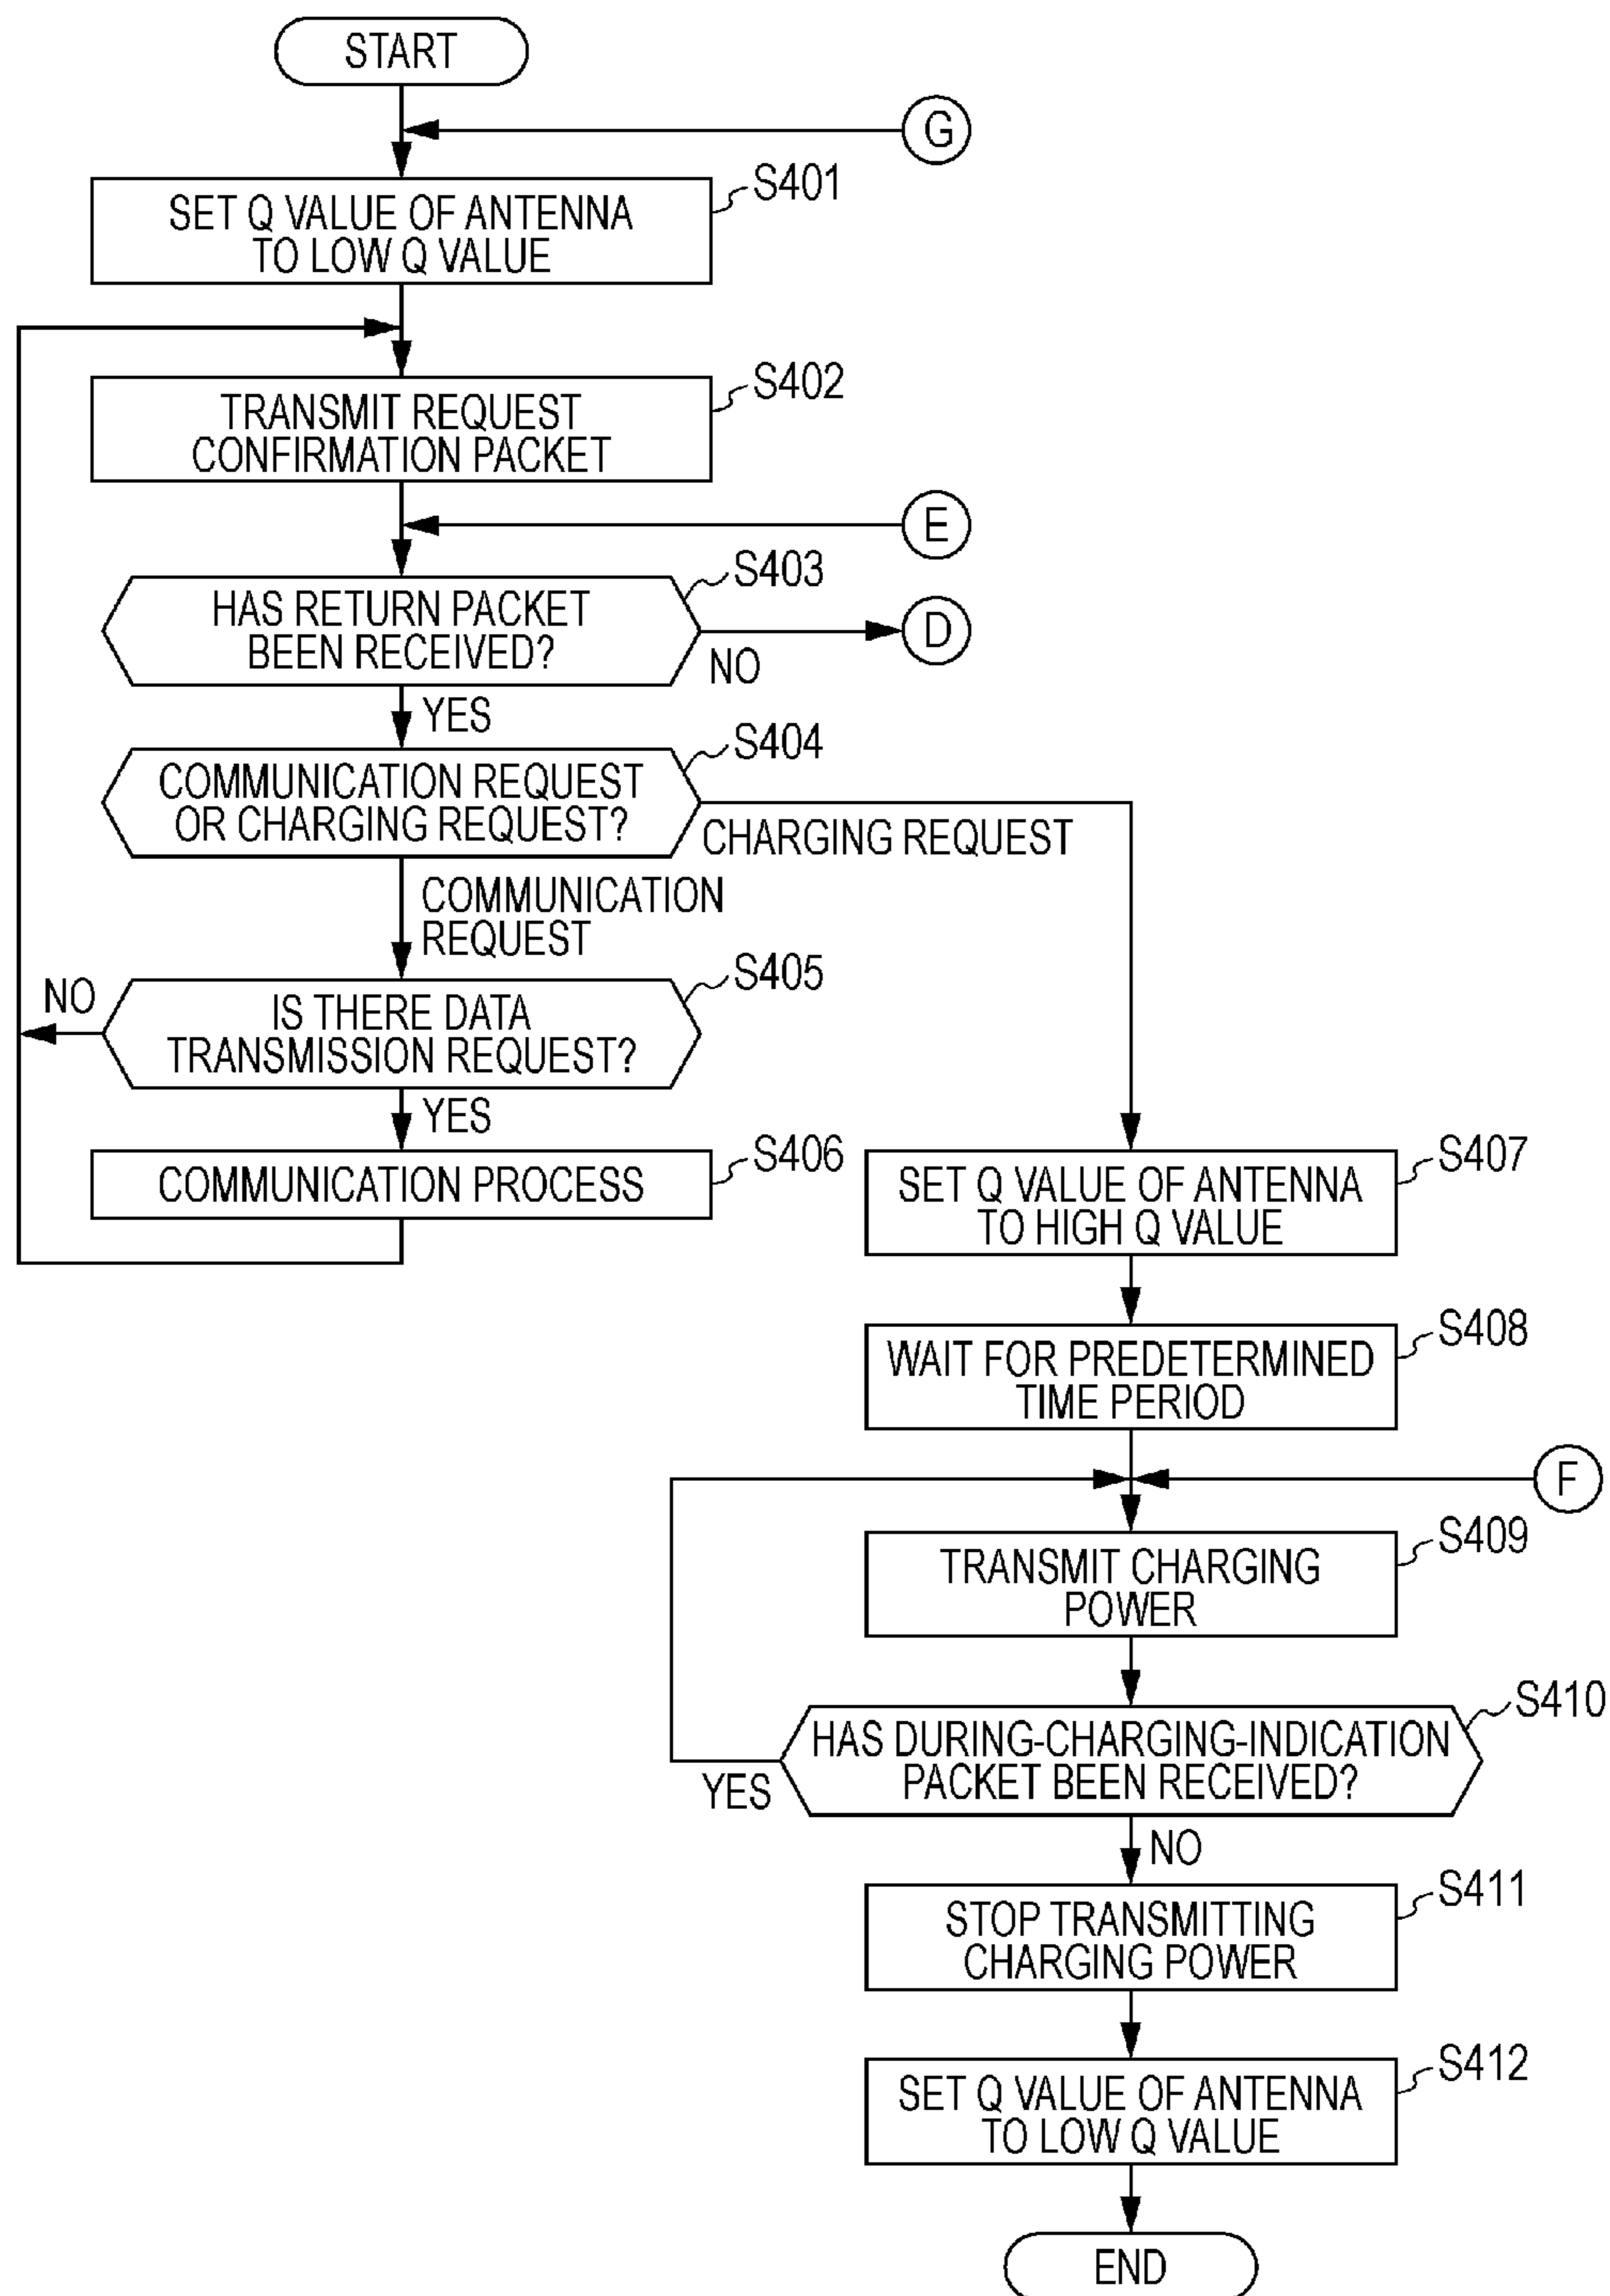 START
G
S401
SET Q VALUE OF ANTENNA
TO LOW Q VALUE
S402
TRANSMIT REQUEST
CONFIRMATION PACKET
E
S403
HAS RETURN PACKET
BEEN RECEIVED?
NO
D
YES
S404
COMMUNICATION REQUEST
OR CHARGING REQUEST?
CHARGING REQUEST
COMMUNICATION
REQUEST
S405
NO
IS THERE DATA
TRANSMISSION REQUEST?
YES
S406
COMMUNICATION PROCESS
S407
SET Q VALUE OF ANTENNA
TO HIGH Q VALUE
S408
WAIT FOR PREDETERMINED
TIME PERIOD
F
S409
TRANSMIT CHARGING
POWER
S410
HAS DURING-CHARGING-INDICATION
PACKET BEEN RECEIVED?
YES
NO
S411
STOP TRANSMITTING
CHARGING POWER
S412
SET Q VALUE OF ANTENNA
TO LOW Q VALUE
END